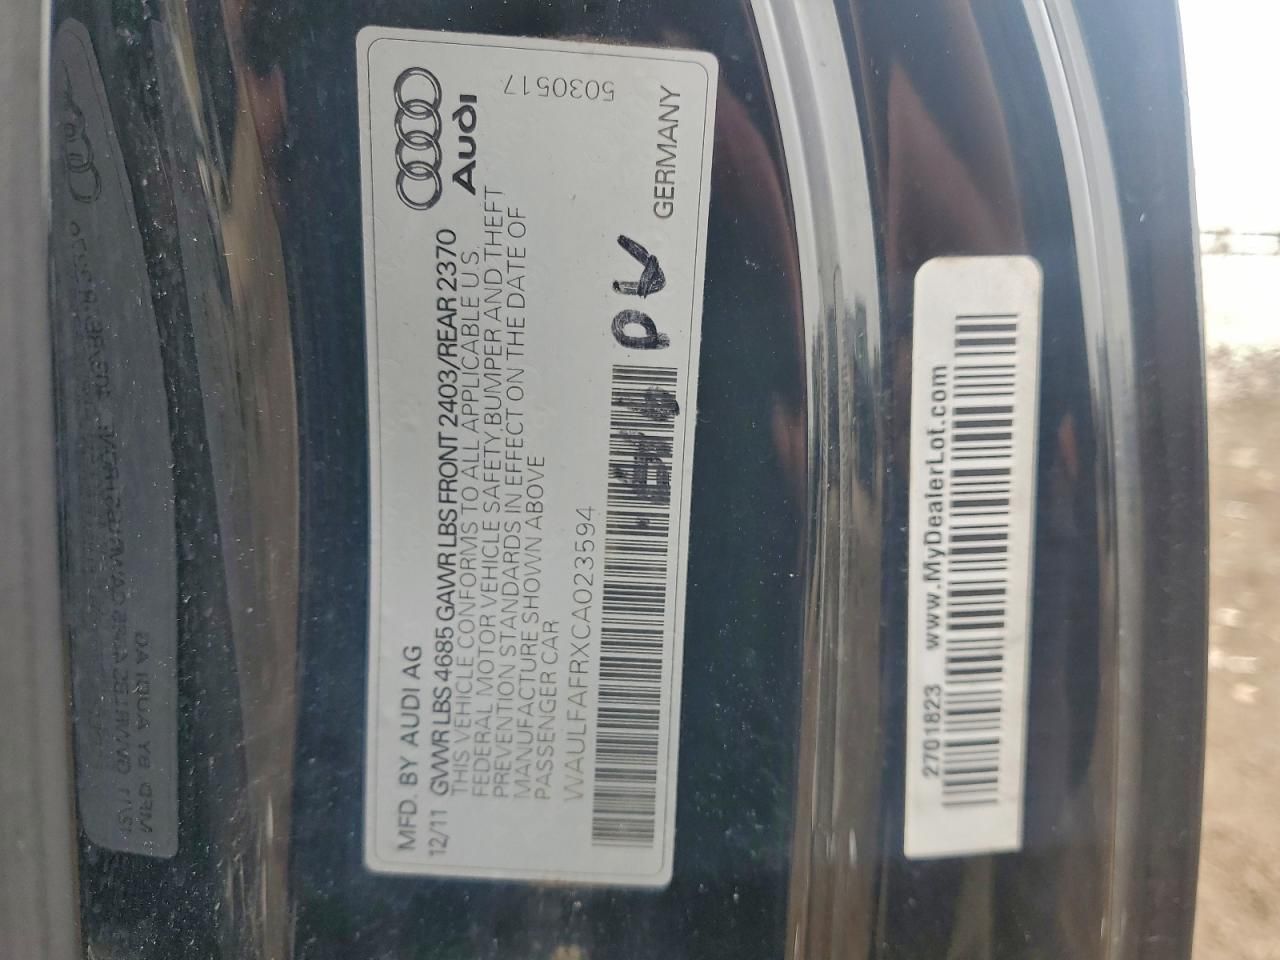 MFD. BY AUDI AG
12/11 GVWR LBS 4685 GAWR LBS FRONT 2403/REAR 2370
THIS VEHICLE CONFORMS TO ALL APPLICABLE U.S.
FEDERAL MOTOR VEHICLE SAFETY, BUMPER AND THEFT
PREVENTION STANDARDS IN EFFECT ON THE DATE OF
MANUFACTURE SHOWN ABOVE
PASSENGER CAR
WAULFAFRXCA023594
Audi
5030517
GERMANY
2701823 www.MyDealerLot.com